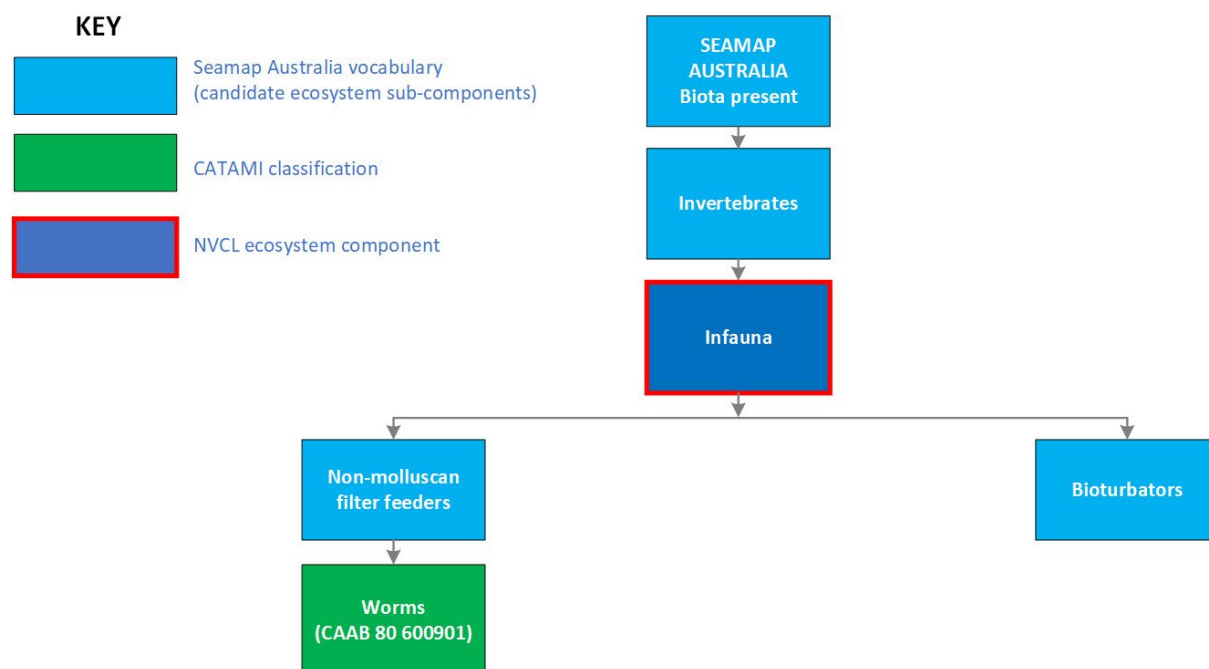 KEY
Seamap Australia vocabulary
(candidate ecosystem sub-components)
CATAMI classification
NVCL ecosystem component
SEAMAP
AUSTRALIA
Biota present
Invertebrates
Infauna
Non-molluscan
filter feeders
Bioturbators
Worms
(CAAB 80 600901)